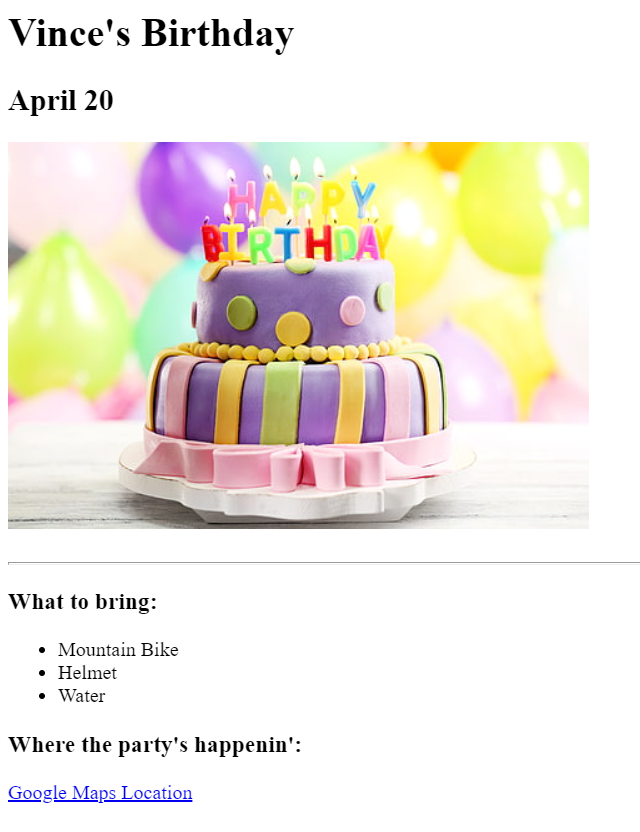 Vince's Birthday
April 20
HAPPY
BIRTHDAY
What to bring:
Mountain Bike
Helmet
Water
Where the party's happenin':
Google Maps Location